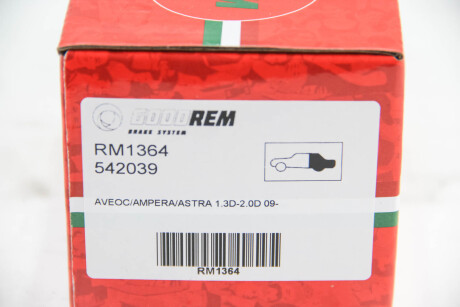 GOODREM
BRAKE SYSTEM
RM1364
542039
AVEOC/AMPERA/ASTRA 1.3D-2.0D 09-
RM1364